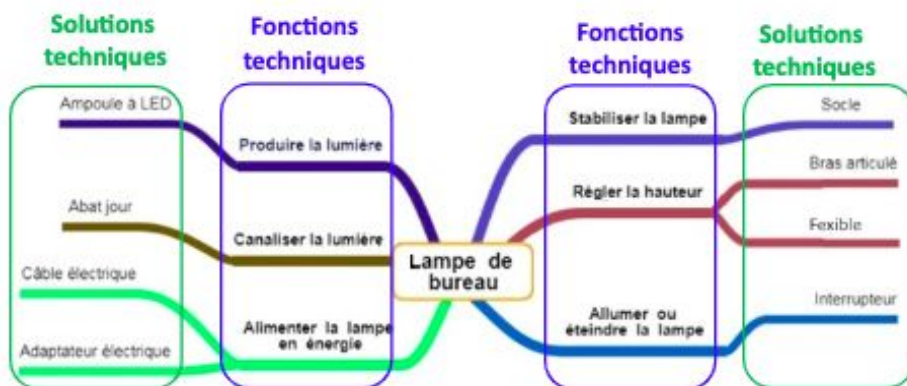 Solutions
techniques
Fonctions
techniques
Fonctions
techniques
Solutions
techniques
Ampoule à LED
Produire la lumière
Abat jour
Canaliser la lumière
Câble électrique
Alimenter la lampe
en énergie
Adaptateur électrique
Lampe de
bureau
Stabiliser la lampe
Socle
Régler la hauteur
Bras articulé
Fexible
Allumer ou
éteindre la lampe
Interrupteur